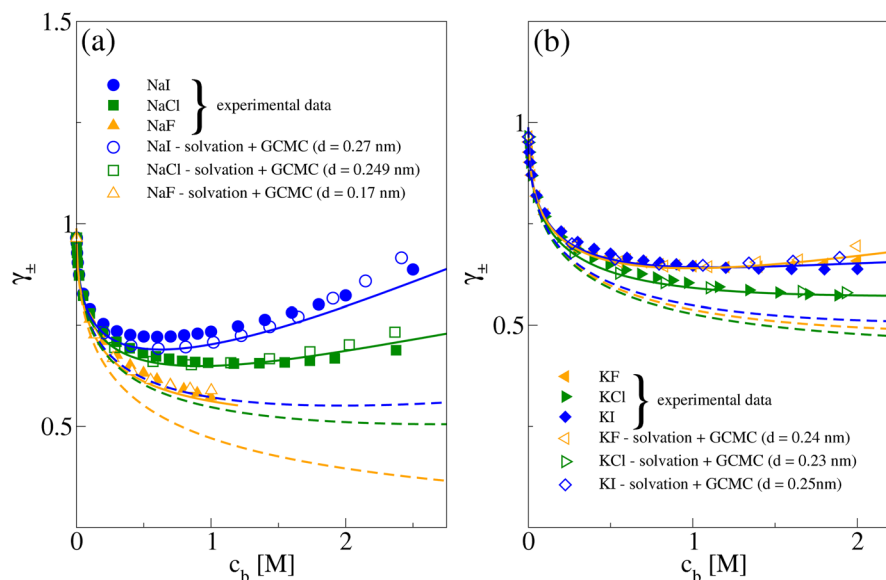 1.5
(a)
NaI
NaCl
NaF
} experimental data
NaI - solvation + GCMC (d = 0.27 nm)
NaCl - solvation + GCMC (d = 0.249 nm)
NaF - solvation + GCMC (d = 0.17 nm)
1
γ±
0.5
0
1
2
c_b [M]
(b)
1
γ±
0.5
KF
KCl
KI
} experimental data
KF - solvation + GCMC (d = 0.24 nm)
KCl - solvation + GCMC (d = 0.23 nm)
KI - solvation + GCMC (d = 0.25nm)
0
1
2
c_b [M]